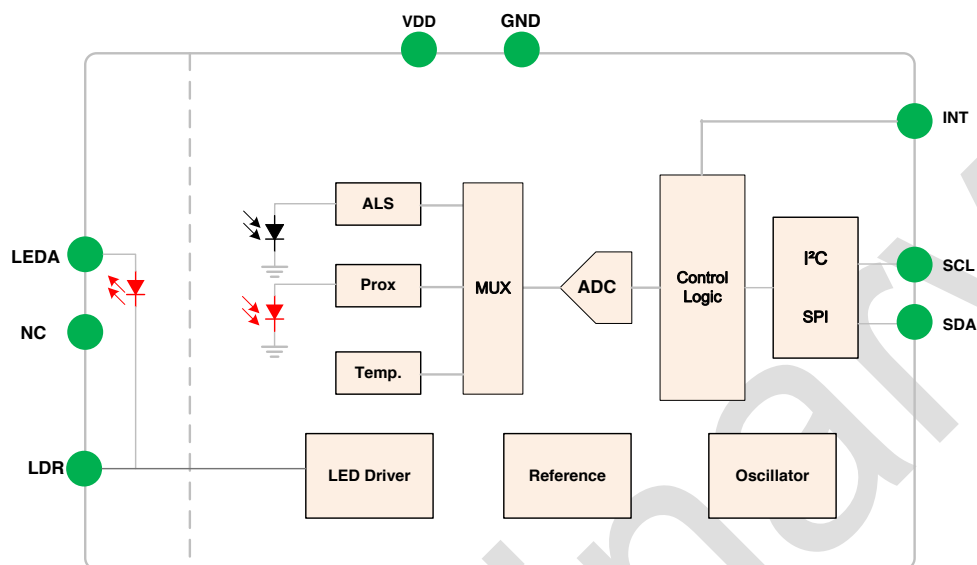 VDD
GND
INT
ALS
LEDA
I²C
SCL
Prox
MUX
ADC
Control
Logic
NC
SPI
SDA
Temp.
LDR
LED Driver
Reference
Oscillator